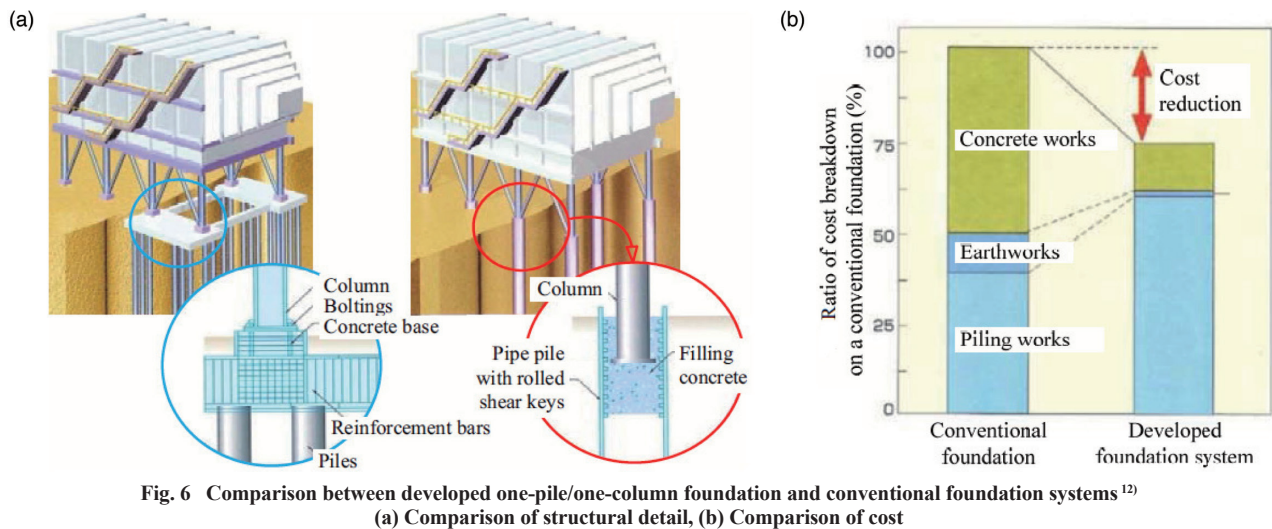 (a)
Column
Boltings
Concrete base
Reinforcement bars
Piles
Column
Pipe pile
with rolled
shear keys
Filling
concrete
(b)
Ratio of cost breakdown
on a conventional foundation (%)
100
75
50
25
0
Concrete works
Earthworks
Piling works
Cost
reduction
Conventional
foundation
Developed
foundation system
Fig. 6 Comparison between developed one-pile/one-column foundation and conventional foundation systems 12)
(a) Comparison of structural detail, (b) Comparison of cost